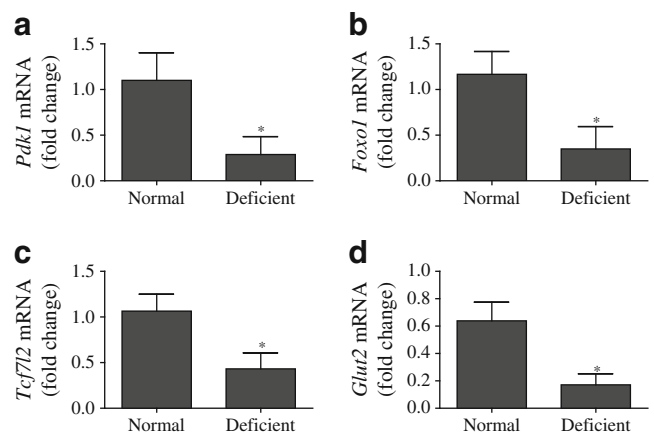 a
Pdk1 mRNA
(fold change)
1.5
1.0
0.5
0.0
*
Normal Deficient
b
Foxo1 mRNA
(fold change)
1.5
1.0
0.5
0.0
*
Normal Deficient
c
Tcf7l2 mRNA
(fold change)
1.5
1.0
0.5
0.0
*
Normal Deficient
d
Glut2 mRNA
(fold change)
1.0
0.8
0.6
0.4
0.2
0.0
*
Normal Deficient